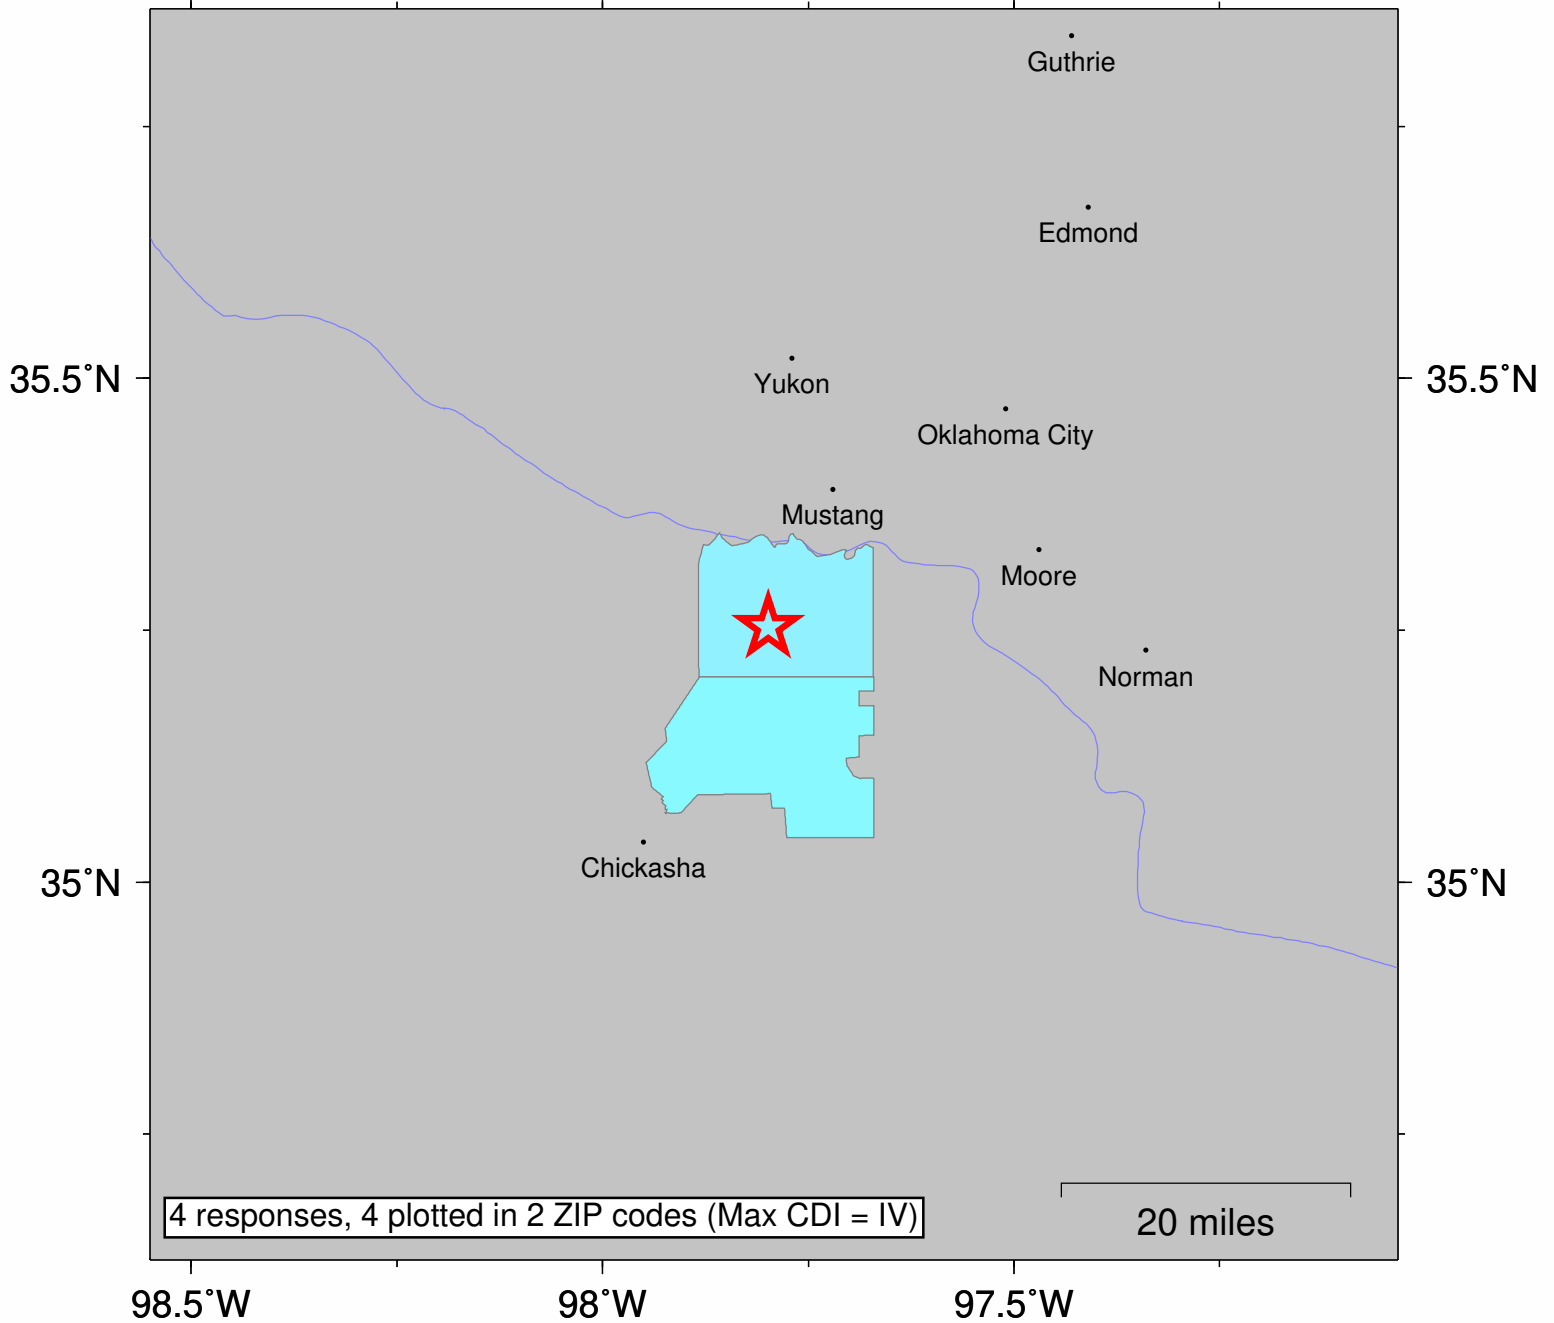 Guthrie
Edmond
35.5˚N
35.5˚N
Yukon
Oklahoma City
Mustang
Moore
Norman
Chickasha
35˚N
35˚N
4 responses, 4 plotted in 2 ZIP codes (Max CDI = IV)
20 miles
98.5˚W
98˚W
97.5˚W